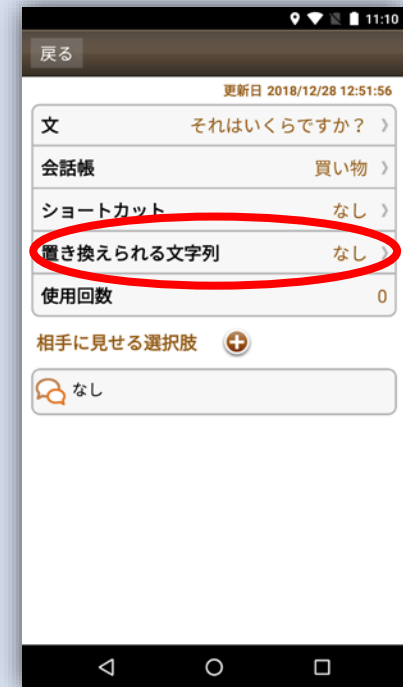 11:10
戻る
更新日 2018/12/28 12:51:56
文 それはいくらですか？
会話帳 買い物
ショートカット なし
置き換えられる文字列 なし
使用回数 0
相手に見せる選択肢
なし